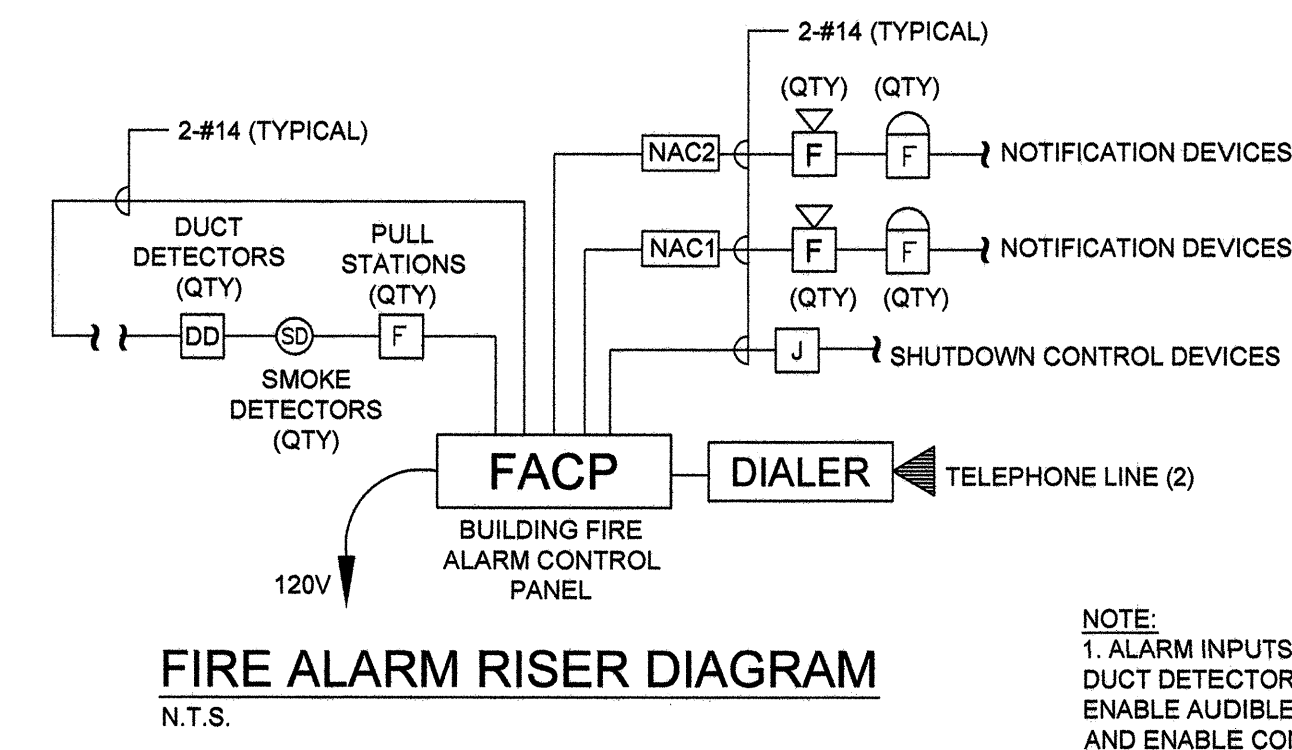 2-#14 (TYPICAL)
(QTY) (QTY)
2-#14 (TYPICAL)
NAC2 F F NOTIFICATION DEVICES
DUCT
DETECTORS
(QTY)
PULL
STATIONS
(QTY)
NAC1 F F NOTIFICATION DEVICES
(QTY) (QTY)
DD SD F
J SHUTDOWN CONTROL DEVICES
SMOKE
DETECTORS
(QTY)
FACP DIALER TELEPHONE LINE (2)
BUILDING FIRE
ALARM CONTROL
PANEL
120V
FIRE ALARM RISER DIAGRAM
N.T.S.
NOTE:
1. ALARM INPUTS
DUCT DETECTOR
ENABLE AUDIBLE
AND ENABLE